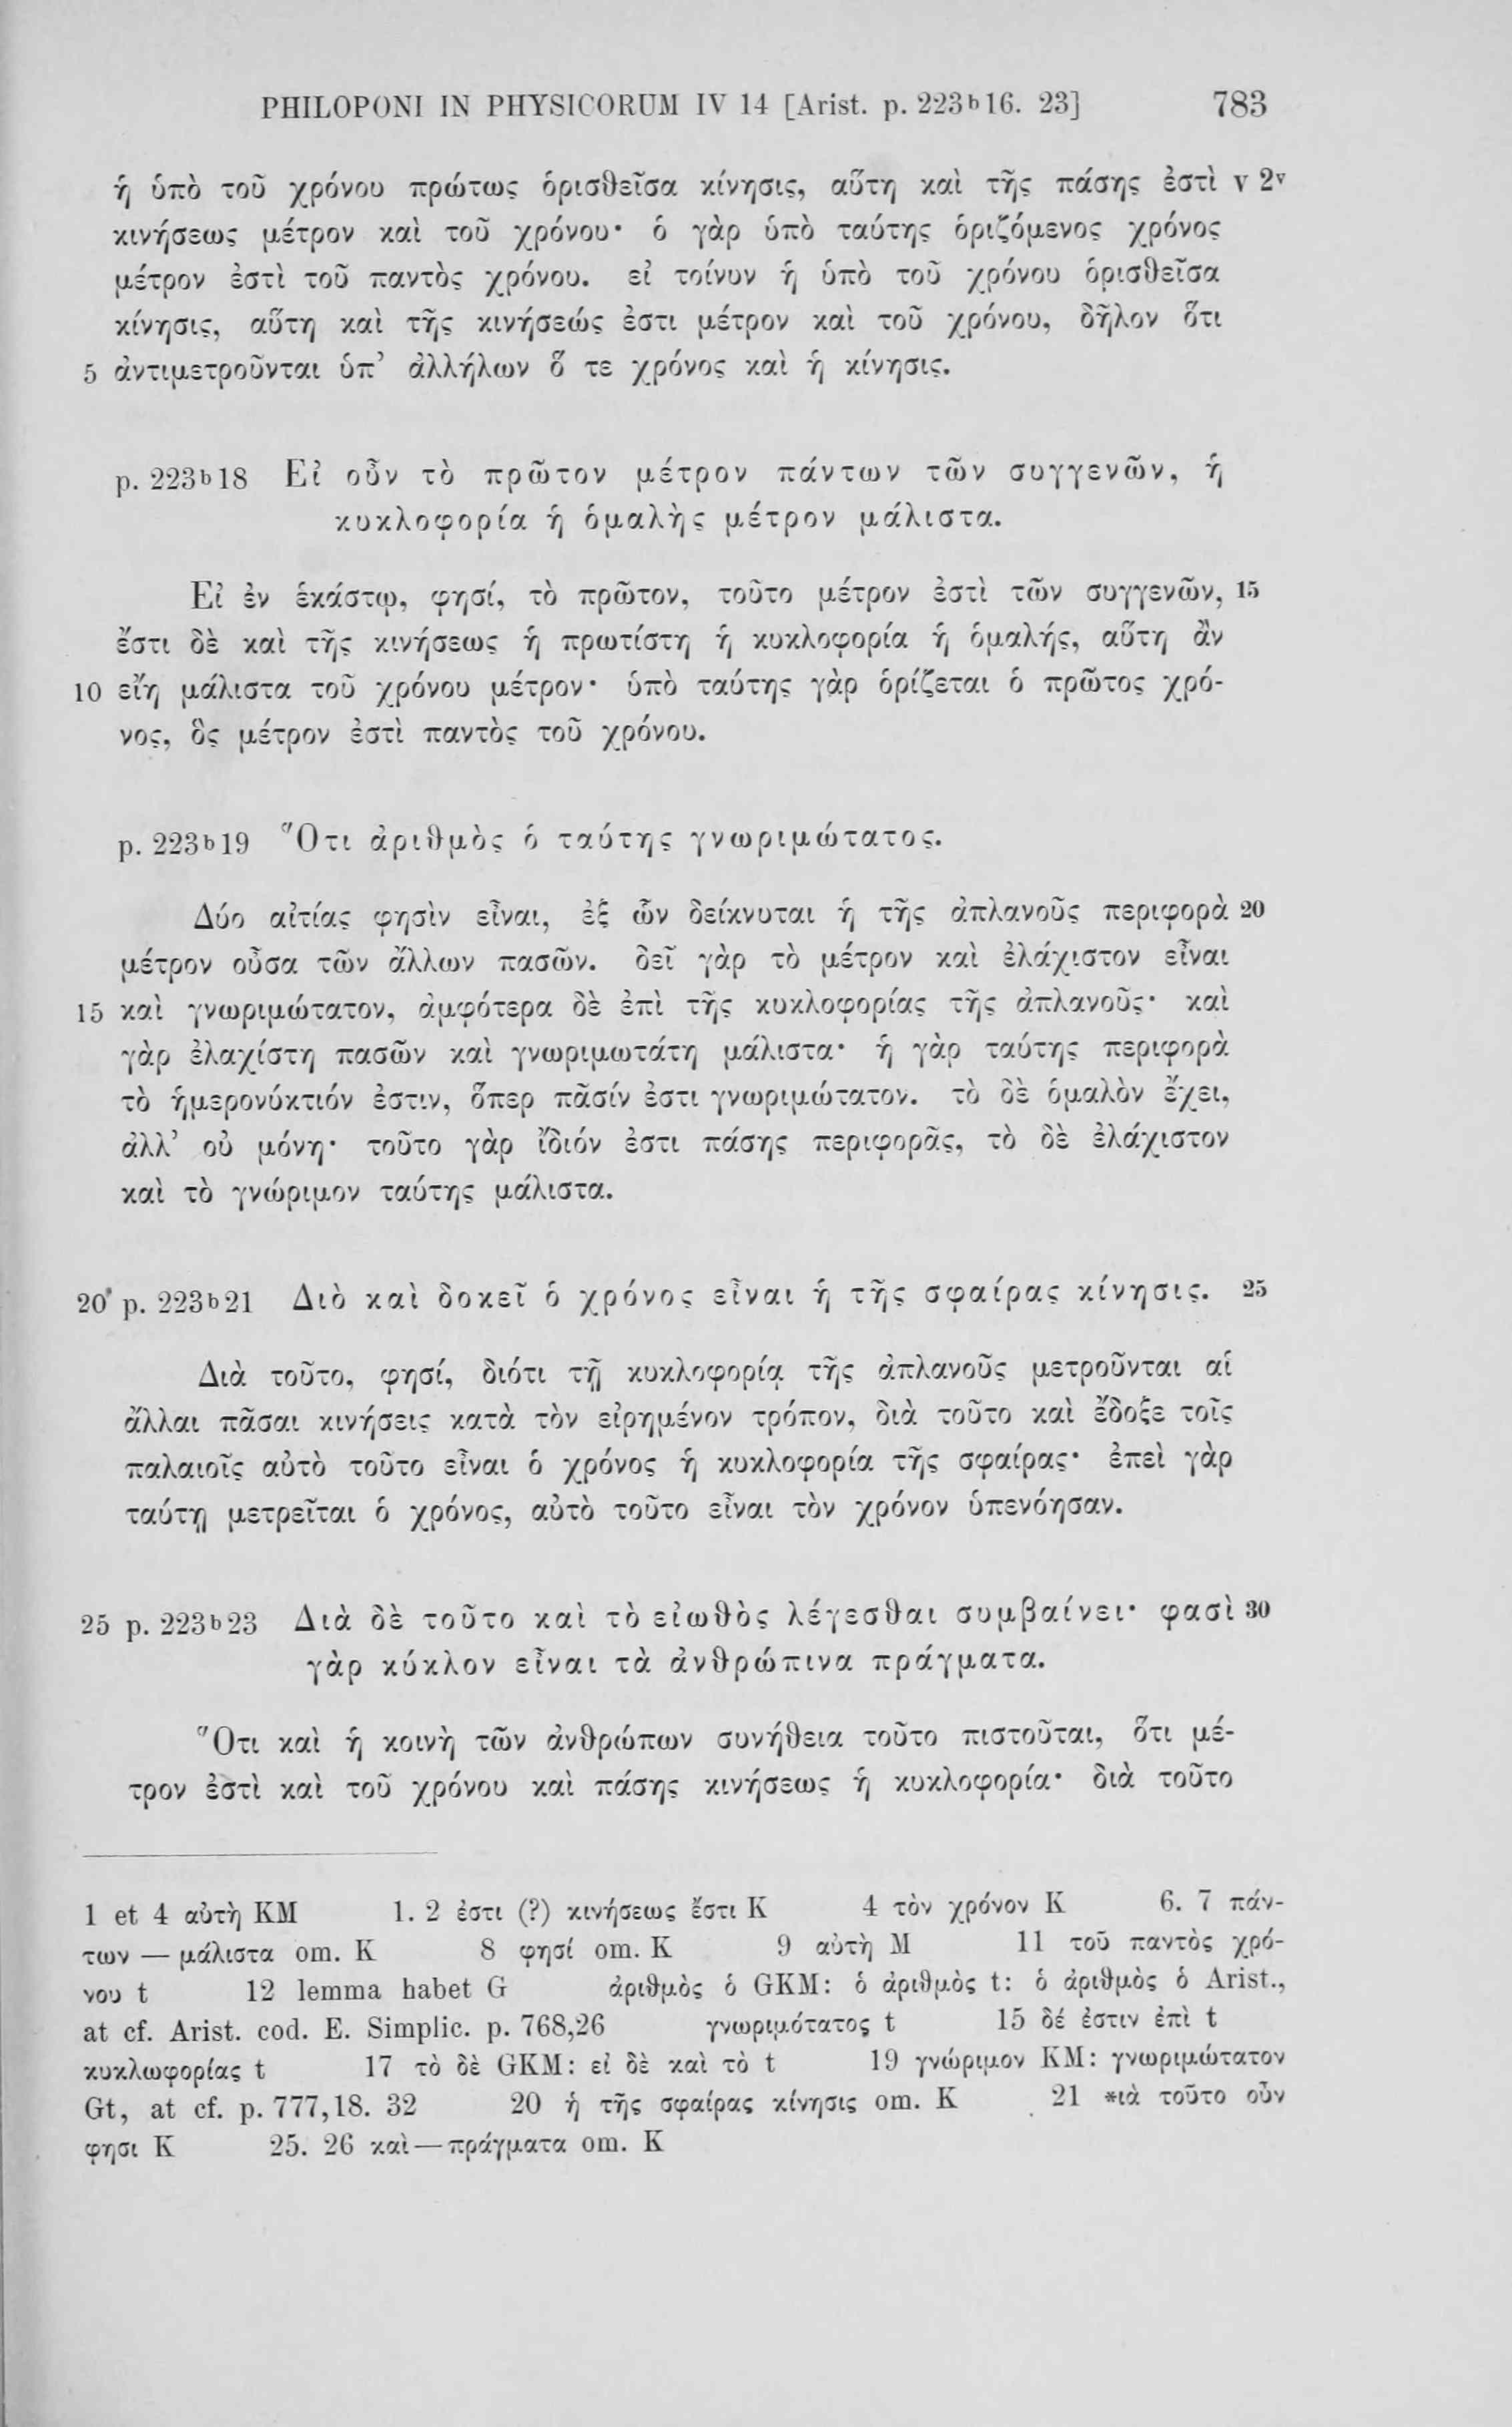 PHILOPONI IN PHYSICORUM IV 14 [Arist. p. 223ᵇ16. 23] 783
ἡ ὑπὸ τοῦ χρόνου πρώτως ὁρισθεῖσα κίνησις, αὕτη καὶ τῆς πάσης ἐστὶ v 2ᵛ
κινήσεως μέτρον καὶ τοῦ χρόνου· ὁ γὰρ ὑπὸ ταύτης ὁριζόμενος χρόνος
μέτρον ἐστὶ τοῦ παντὸς χρόνου. εἰ τοίνυν ἡ ὑπὸ τοῦ χρόνου ὁρισθεῖσα
κίνησις, αὕτη καὶ τῆς κινήσεώς ἐστι μέτρον καὶ τοῦ χρόνου, δῆλον ὅτι
5 ἀντιμετροῦνται ὑπ’ ἀλλήλων ὅ τε χρόνος καὶ ἡ κίνησις.
p. 223ᵇ18 Εἰ οὖν τὸ πρῶτον μέτρον πάντων τῶν συγγενῶν, ἡ
κυκλοφορία ἡ ὁμαλὴς μέτρον μάλιστα.
Εἰ ἐν ἑκάστῳ, φησί, τὸ πρῶτον, τοῦτο μέτρον ἐστὶ τῶν συγγενῶν, 15
ἔστι δὲ καὶ τῆς κινήσεως ἡ πρωτίστη ἡ κυκλοφορία ἡ ὁμαλής, αὕτη ἂν
10 εἴη μάλιστα τοῦ χρόνου μέτρον· ὑπὸ ταύτης γὰρ ὁρίζεται ὁ πρῶτος χρό-
νος, ὃς μέτρον ἐστὶ παντὸς τοῦ χρόνου.
p. 223ᵇ19 Ὅτι ἀριθμὸς ὁ ταύτης γνωριμώτατος.
Δύο αἰτίας φησὶν εἶναι, ἐξ ὧν δείκνυται ἡ τῆς ἀπλανοῦς περιφορὰ 20
μέτρον οὖσα τῶν ἄλλων πασῶν. δεῖ γὰρ τὸ μέτρον καὶ ἐλάχιστον εἶναι
15 καὶ γνωριμώτατον, ἀμφότερα δὲ ἐπὶ τῆς κυκλοφορίας τῆς ἀπλανοῦς· καὶ
γὰρ ἐλαχίστη πασῶν καὶ γνωριμωτάτη μάλιστα· ἡ γὰρ ταύτης περιφορὰ
τὸ ἡμερονύκτιόν ἐστιν, ὅπερ πᾶσίν ἐστι γνωριμώτατον. τὸ δὲ ὁμαλὸν ἔχει,
ἀλλ’ οὐ μόνη· τοῦτο γὰρ ἴδιόν ἐστι πάσης περιφορᾶς, τὸ δὲ ἐλάχιστον
καὶ τὸ γνώριμον ταύτης μάλιστα.
20 p. 223ᵇ21 Διὸ καὶ δοκεῖ ὁ χρόνος εἶναι ἡ τῆς σφαίρας κίνησις. 25
Διὰ τοῦτο, φησί, διότι τῇ κυκλοφορίᾳ τῆς ἀπλανοῦς μετροῦνται αἱ
ἄλλαι πᾶσαι κινήσεις κατὰ τὸν εἰρημένον τρόπον, διὰ τοῦτο καὶ ἔδοξε τοῖς
παλαιοῖς αὐτὸ τοῦτο εἶναι ὁ χρόνος ἡ κυκλοφορία τῆς σφαίρας· ἐπεὶ γὰρ
ταύτῃ μετρεῖται ὁ χρόνος, αὐτὸ τοῦτο εἶναι τὸν χρόνον ὑπενόησαν.
25 p. 223ᵇ23 Διὰ δὲ τοῦτο καὶ τὸ εἰωθὸς λέγεσθαι συμβαίνει· φασὶ 30
γὰρ κύκλον εἶναι τὰ ἀνθρώπινα πράγματα.
Ὅτι καὶ ἡ κοινὴ τῶν ἀνθρώπων συνήθεια τοῦτο πιστοῦται, ὅτι μέ-
τρον ἐστὶ καὶ τοῦ χρόνου καὶ πάσης κινήσεως ἡ κυκλοφορία· διὰ τοῦτο
1 et 4 αὐτὴ KM 1. 2 ἐστι (?) κινήσεως ἔστι K 4 τὸν χρόνον K 6. 7 πάν-
των — μάλιστα om. K 8 φησί om. K 9 αὐτὴ M 11 τοῦ παντὸς χρό-
νου t 12 lemma habet G ἀριθμὸς ὁ GKM: ὁ ἀριθμὸς t: ὁ ἀριθμὸς ὁ Arist.,
at cf. Arist. cod. E. Simplic. p. 768,26 γνωριμότατος t 15 δέ ἐστιν ἐπὶ t
κυκλωφορίας t 17 τὸ δὲ GKM: εἰ δὲ καὶ τὸ t 19 γνώριμον KM: γνωριμώτατον
Gt, at cf. p. 777,18. 32 20 ἡ τῆς σφαίρας κίνησις om. K 21 *ιὰ τοῦτο οὖν
φησι K 25. 26 καὶ — πράγματα om. K